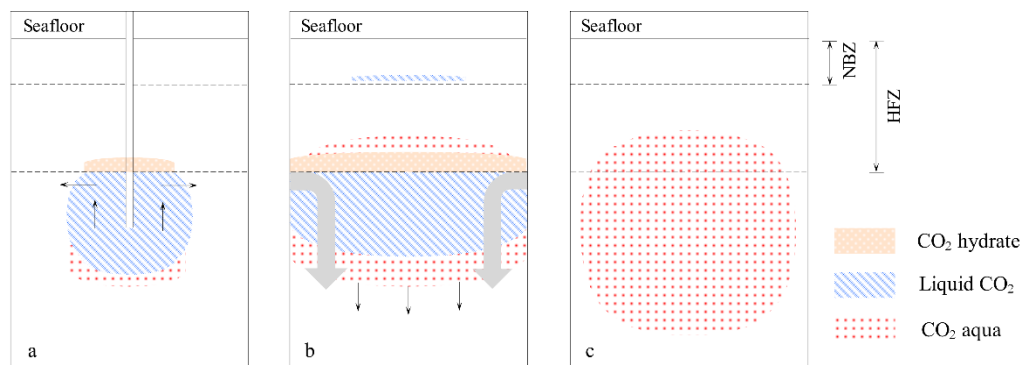 Seafloor
Seafloor
Seafloor
NBZ
HFZ
CO₂ hydrate
Liquid CO₂
CO₂ aqua
a
b
c